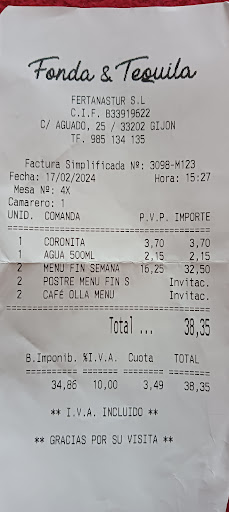 Fonda & Tequila
FERTANASTUR S.L
C.I.F. B33919622
C/ AGUADO, 25 / 33202 GIJON
TF. 985 134 135
Factura Simplificada Nº: 3098-M123
Fecha: 17/02/2024 Hora: 15:27
Mesa Nº: 4X
Camarero: 1
UNID. COMANDA P.V.P. IMPORTE
1 CORONITA 3,70 3,70
1 AGUA 500ML 2,15 2,15
2 MENU FIN SEMANA 16,25 32,50
2 POSTRE MENU FIN S Invitac.
2 CAFÉ OLLA MENU Invitac.
Total ... 38,35
B.Imponib. %I.V.A. Cuota TOTAL
34,86 10,00 3,49 38,35
** I.V.A. INCLUIDO **
** GRACIAS POR SU VISITA **